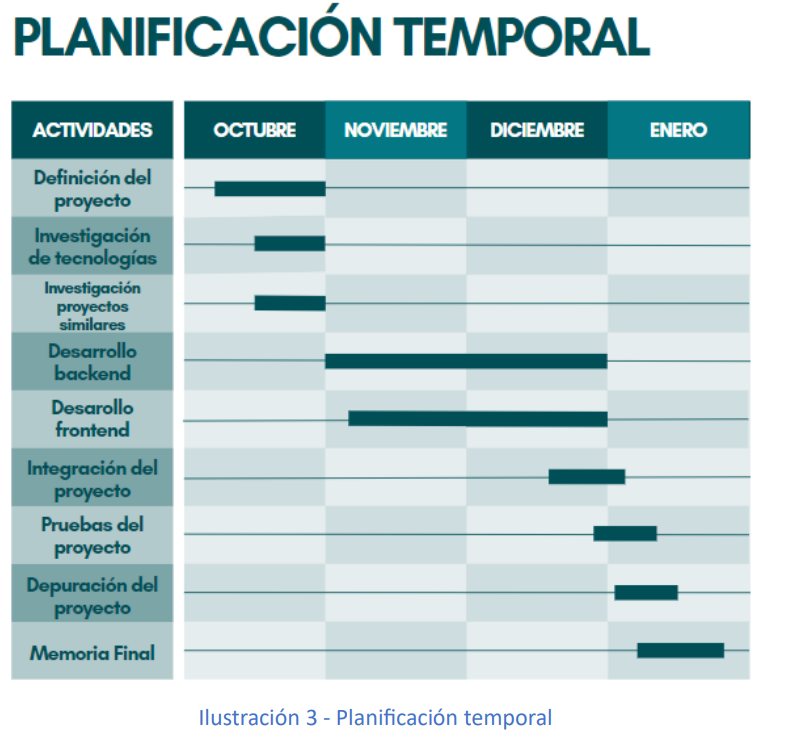 PLANIFICACIÓN TEMPORAL
ACTIVIDADES
OCTUBRE
NOVIEMBRE
DICIEMBRE
ENERO
Definición del
proyecto
Investigación
de tecnologías
Investigación
proyectos
similares
Desarrollo
backend
Desarollo
frontend
Integración del
proyecto
Pruebas del
proyecto
Depuración del
proyecto
Memoria Final
Ilustración 3 - Planificación temporal